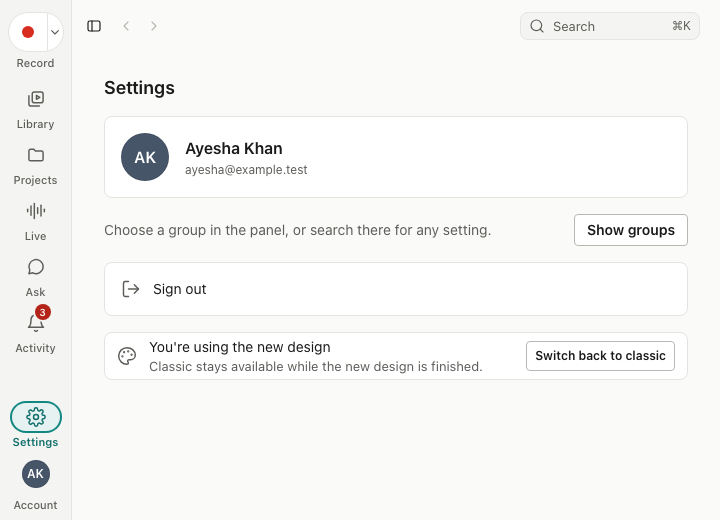 Record
Library
Projects
Live
Ask
3
Activity
Settings
AK
Account
Search
⌘K
Settings
AK
Ayesha Khan
ayesha@example.test
Choose a group in the panel, or search there for any setting.
Show groups
Sign out
You're using the new design
Classic stays available while the new design is finished.
Switch back to classic